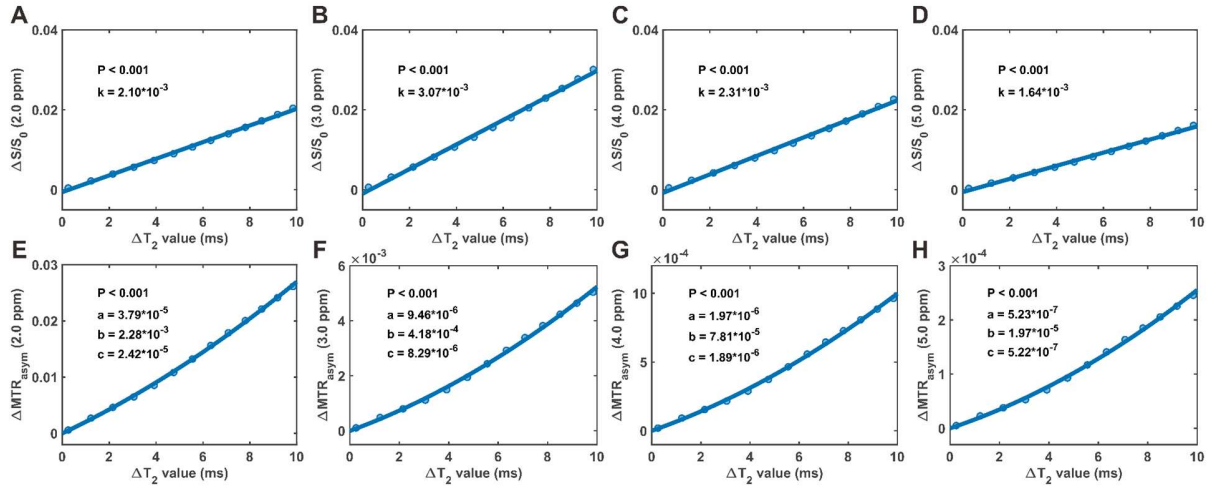 A
0.04
0.02
0
ΔS/S₀ (2.0 ppm)
P < 0.001
k = 2.10*10⁻³
0 2 4 6 8 10
ΔT₂ value (ms)
B
0.04
0.02
0
ΔS/S₀ (3.0 ppm)
P < 0.001
k = 3.07*10⁻³
0 2 4 6 8 10
ΔT₂ value (ms)
C
0.04
0.02
0
ΔS/S₀ (4.0 ppm)
P < 0.001
k = 2.31*10⁻³
0 2 4 6 8 10
ΔT₂ value (ms)
D
0.04
0.02
0
ΔS/S₀ (5.0 ppm)
P < 0.001
k = 1.64*10⁻³
0 2 4 6 8 10
ΔT₂ value (ms)
E
0.03
0.02
0.01
0
ΔMTRasym (2.0 ppm)
P < 0.001
a = 3.79*10⁻⁵
b = 2.28*10⁻³
c = 2.42*10⁻⁵
0 2 4 6 8 10
ΔT₂ value (ms)
F
×10⁻³
6
4
2
0
ΔMTRasym (3.0 ppm)
P < 0.001
a = 9.46*10⁻⁶
b = 4.18*10⁻⁴
c = 8.29*10⁻⁶
0 2 4 6 8 10
ΔT₂ value (ms)
G
×10⁻⁴
10
5
0
ΔMTRasym (4.0 ppm)
P < 0.001
a = 1.97*10⁻⁶
b = 7.81*10⁻⁵
c = 1.89*10⁻⁶
0 2 4 6 8 10
ΔT₂ value (ms)
H
×10⁻⁴
3
2
1
0
ΔMTRasym (5.0 ppm)
P < 0.001
a = 5.23*10⁻⁷
b = 1.97*10⁻⁵
c = 5.22*10⁻⁷
0 2 4 6 8 10
ΔT₂ value (ms)